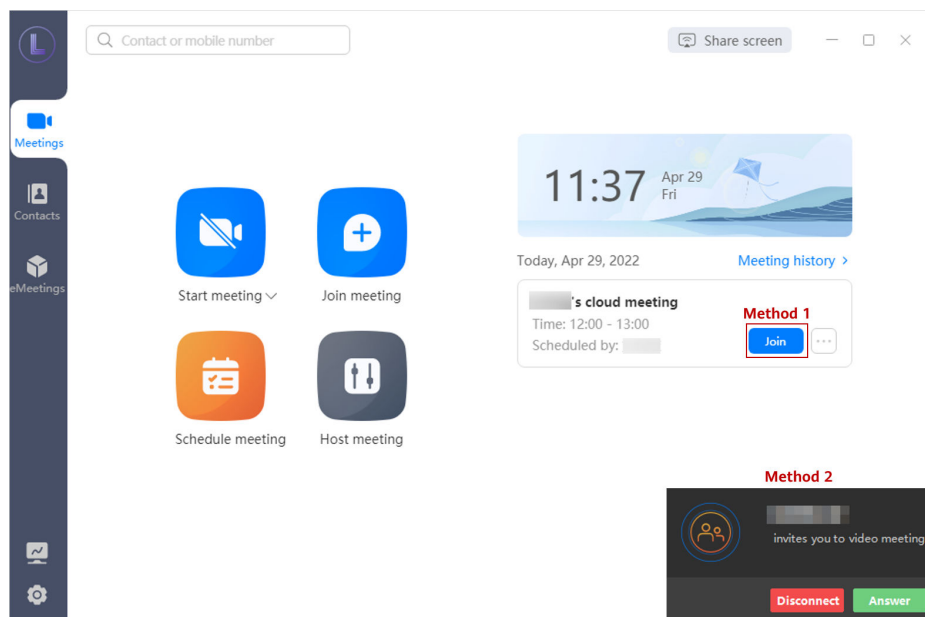 L
Contact or mobile number
Share screen
Meetings
Contacts
eMeetings
Start meeting
Join meeting
Schedule meeting
Host meeting
11:37
Apr 29
Fri
Today, Apr 29, 2022
Meeting history >
's cloud meeting
Time: 12:00 - 13:00
Scheduled by:
Method 1
Join
...
Method 2
invites you to video meeting
Disconnect
Answer